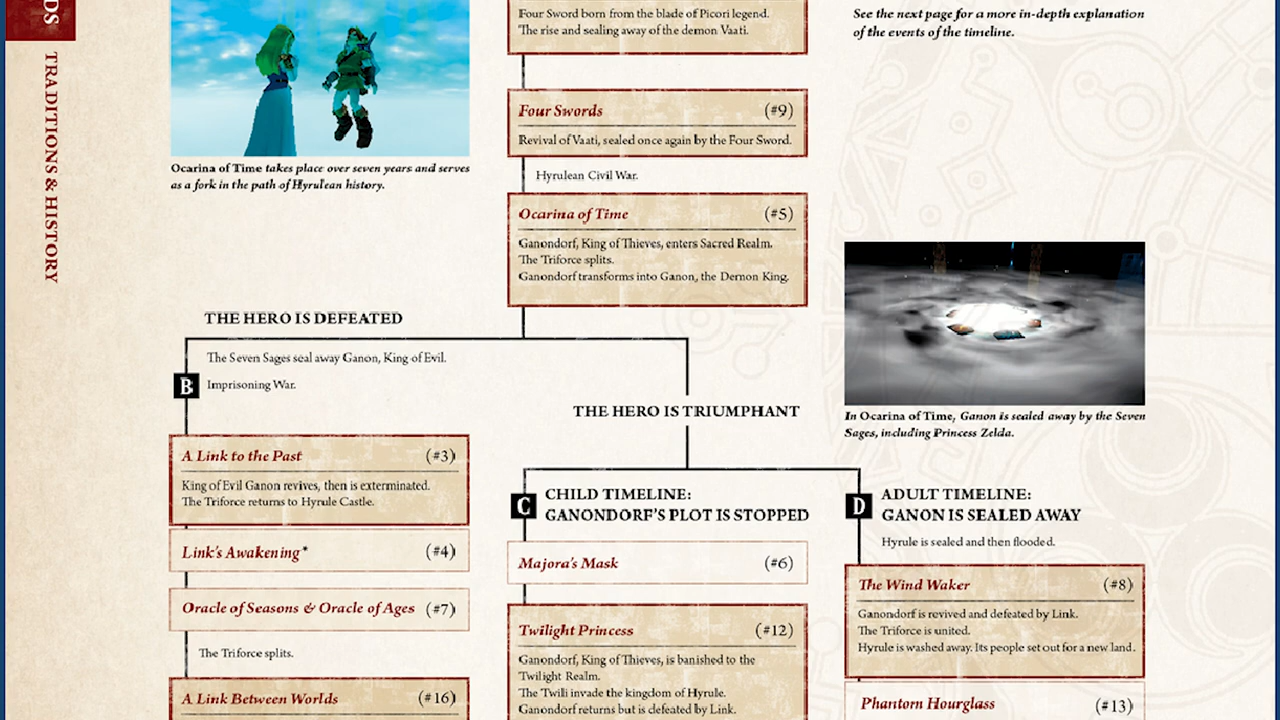 DS
TRADITIONS & HISTORY
Four Sword born from the blade of Picori legend.
The rise and sealing away of the demon Vaati.
See the next page for a more in-depth explanation
of the events of the timeline.
Four Swords (#9)
Revival of Vaati, sealed once again by the Four Sword.
Ocarina of Time takes place over seven years and serves
as a fork in the path of Hyrulean history.
Hyrulean Civil War.
Ocarina of Time (#5)
Ganondorf, King of Thieves, enters Sacred Realm.
The Triforce splits.
Ganondorf transforms into Ganon, the Demon King.
THE HERO IS DEFEATED
The Seven Sages seal away Ganon, King of Evil.
B
Imprisoning War.
THE HERO IS TRIUMPHANT
In Ocarina of Time, Ganon is sealed away by the Seven
Sages, including Princess Zelda.
A Link to the Past (#3)
King of Evil Ganon revives, then is exterminated.
The Triforce returns to Hyrule Castle.
Link's Awakening* (#4)
Oracle of Seasons & Oracle of Ages (#7)
The Triforce splits.
A Link Between Worlds (#16)
C
CHILD TIMELINE:
GANONDORF'S PLOT IS STOPPED
Majora's Mask (#6)
Twilight Princess (#12)
Ganondorf, King of Thieves, is banished to the
Twilight Realm.
The Twili invade the kingdom of Hyrule.
Ganondorf returns but is defeated by Link.
D
ADULT TIMELINE:
GANON IS SEALED AWAY
Hyrule is sealed and then flooded.
The Wind Waker (#8)
Ganondorf is revived and defeated by Link.
The Triforce is united.
Hyrule is washed away. Its people set out for a new land.
Phantom Hourglass (#13)